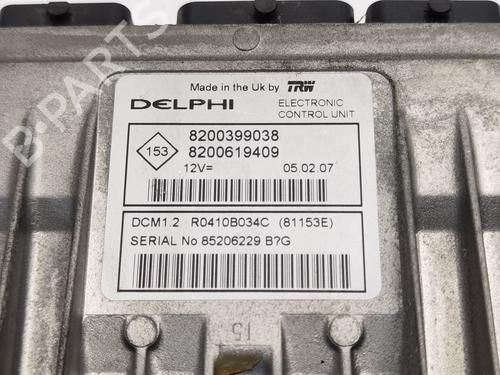 B-PARTS
Made in the Uk by TRW
DELPHI ELECTRONIC CONTROL UNIT
153
8200399038
8200619409
12V= 05.02.07
DCM1.2 R0410B034C (81153E)
SERIAL No 85206229 B?G
15